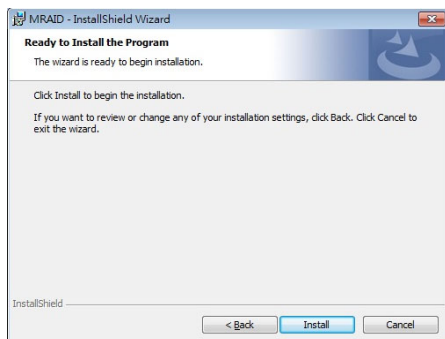 MRAID - InstallShield Wizard
Ready to Install the Program
The wizard is ready to begin installation.
Click Install to begin the installation.
If you want to review or change any of your installation settings, click Back. Click Cancel to
exit the wizard.
InstallShield
< Back
Install
Cancel